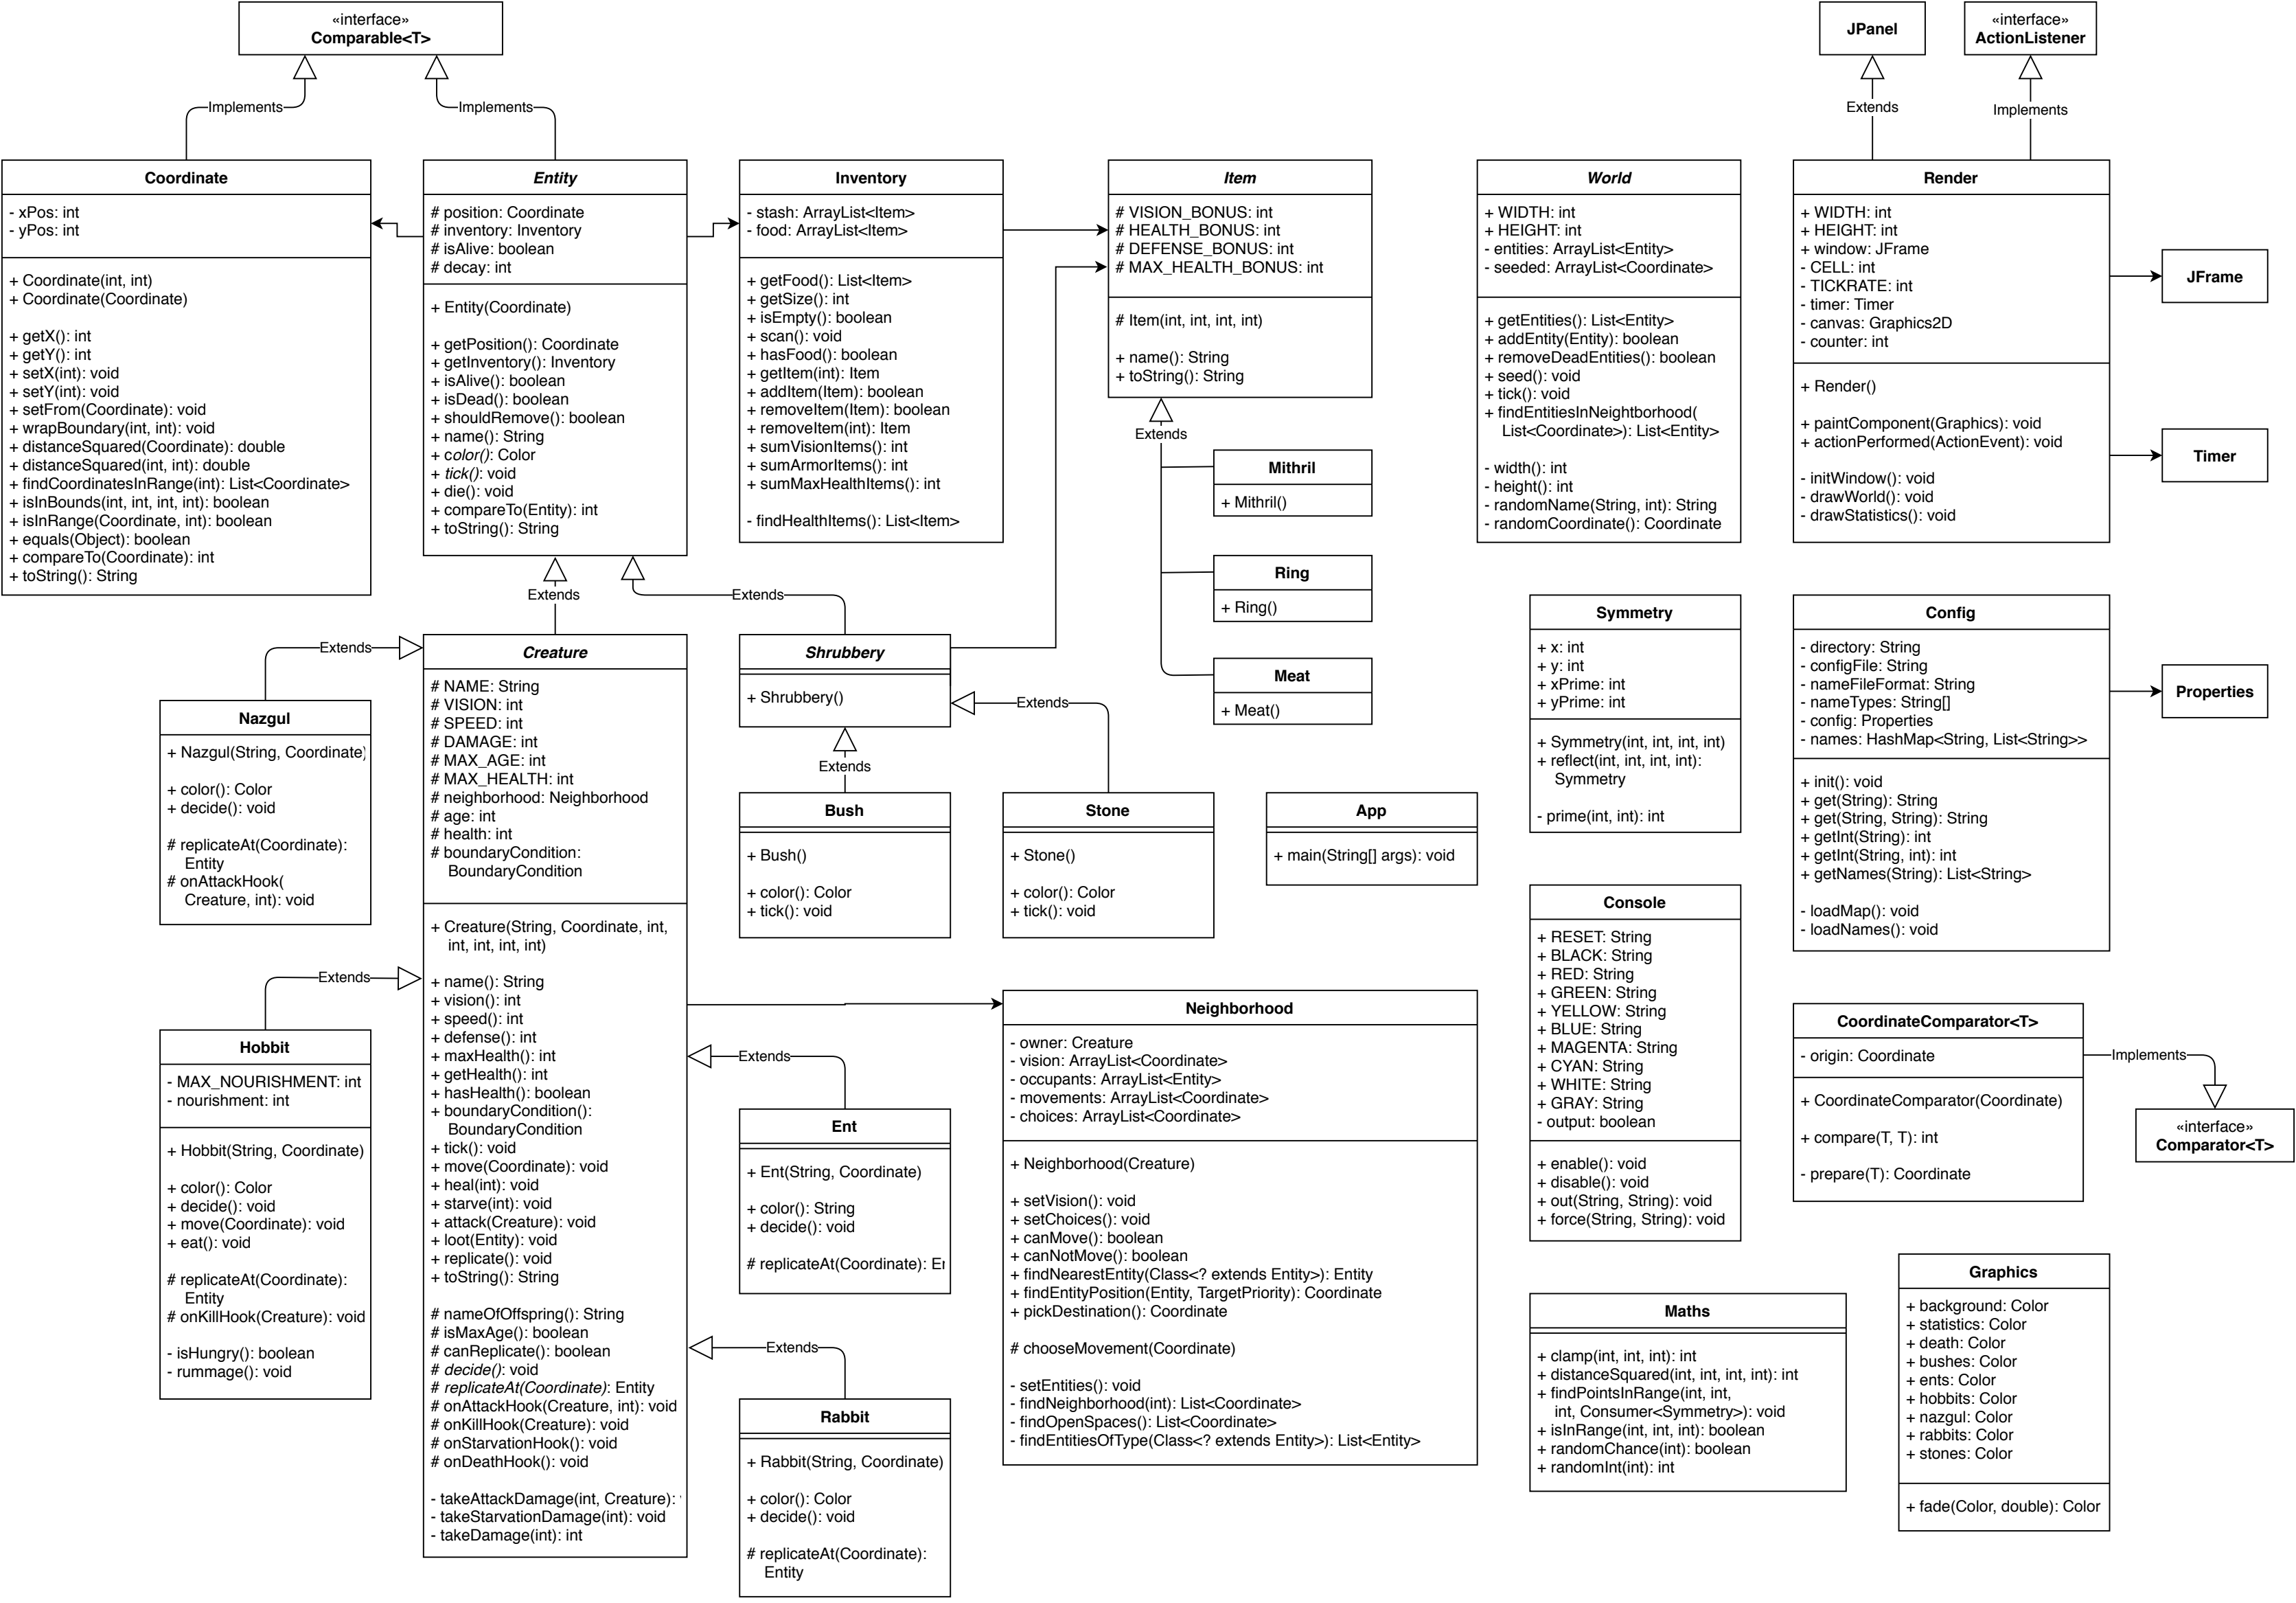 «interface»
Comparable<T>
JPanel
«interface»
ActionListener
Implements
Implements
Extends
Implements
Coordinate
- xPos: int
- yPos: int
+ Coordinate(int, int)
+ Coordinate(Coordinate)
+ getX(): int
+ getY(): int
+ setX(int): void
+ setY(int): void
+ setFrom(Coordinate): void
+ wrapBoundary(int, int): void
+ distanceSquared(Coordinate): double
+ distanceSquared(int, int): double
+ findCoordinatesInRange(int): List<Coordinate>
+ isInBounds(int, int, int, int): boolean
+ isInRange(Coordinate, int): boolean
+ equals(Object): boolean
+ compareTo(Coordinate): int
+ toString(): String
Entity
# position: Coordinate
# inventory: Inventory
# isAlive: boolean
# decay: int
+ Entity(Coordinate)
+ getPosition(): Coordinate
+ getInventory(): Inventory
+ isAlive(): boolean
+ isDead(): boolean
+ shouldRemove(): boolean
+ name(): String
+ color(): Color
+ tick(): void
+ die(): void
+ compareTo(Entity): int
+ toString(): String
Inventory
- stash: ArrayList<Item>
- food: ArrayList<Item>
+ getFood(): List<Item>
+ getSize(): int
+ isEmpty(): boolean
+ scan(): void
+ hasFood(): boolean
+ getItem(int): Item
+ addItem(Item): boolean
+ removeItem(Item): boolean
+ removeItem(int): Item
+ sumVisionItems(): int
+ sumArmorItems(): int
+ sumMaxHealthItems(): int
- findHealthItems(): List<Item>
Item
# VISION_BONUS: int
# HEALTH_BONUS: int
# DEFENSE_BONUS: int
# MAX_HEALTH_BONUS: int
# Item(int, int, int, int)
+ name(): String
+ toString(): String
World
+ WIDTH: int
+ HEIGHT: int
- entities: ArrayList<Entity>
- seeded: ArrayList<Coordinate>
+ getEntities(): List<Entity>
+ addEntity(Entity): boolean
+ removeDeadEntities(): boolean
+ seed(): void
+ tick(): void
+ findEntitiesInNeightborhood(
List<Coordinate>): List<Entity>
- width(): int
- height(): int
- randomName(String, int): String
- randomCoordinate(): Coordinate
Render
+ WIDTH: int
+ HEIGHT: int
+ window: JFrame
- CELL: int
- TICKRATE: int
- timer: Timer
- canvas: Graphics2D
- counter: int
+ Render()
+ paintComponent(Graphics): void
+ actionPerformed(ActionEvent): void
- initWindow(): void
- drawWorld(): void
- drawStatistics(): void
JFrame
Timer
Extends
Mithril
+ Mithril()
Ring
+ Ring()
Meat
+ Meat()
Extends
Extends
Extends
Nazgul
+ Nazgul(String, Coordinate)
+ color(): Color
+ decide(): void
# replicateAt(Coordinate):
Entity
# onAttackHook(
Creature, int): void
Extends
Hobbit
- MAX_NOURISHMENT: int
- nourishment: int
+ Hobbit(String, Coordinate)
+ color(): Color
+ decide(): void
+ move(Coordinate): void
+ eat(): void
# replicateAt(Coordinate):
Entity
# onKillHook(Creature): void
- isHungry(): boolean
- rummage(): void
Creature
# NAME: String
# VISION: int
# SPEED: int
# DAMAGE: int
# MAX_AGE: int
# MAX_HEALTH: int
# neighborhood: Neighborhood
# age: int
# health: int
# boundaryCondition:
BoundaryCondition
+ Creature(String, Coordinate, int,
int, int, int, int)
+ name(): String
+ vision(): int
+ speed(): int
+ defense(): int
+ maxHealth(): int
+ getHealth(): int
+ hasHealth(): boolean
+ boundaryCondition():
BoundaryCondition
+ tick(): void
+ move(Coordinate): void
+ heal(int): void
+ starve(int): void
+ attack(Creature): void
+ loot(Entity): void
+ replicate(): void
+ toString(): String
# nameOfOffspring(): String
# isMaxAge(): boolean
# canReplicate(): boolean
# decide(): void
# replicateAt(Coordinate): Entity
# onAttackHook(Creature, int): void
# onKillHook(Creature): void
# onStarvationHook(): void
# onDeathHook(): void
- takeAttackDamage(int, Creature):
- takeStarvationDamage(int): void
- takeDamage(int): int
Shrubbery
+ Shrubbery()
Extends
Extends
Bush
+ Bush()
+ color(): Color
+ tick(): void
Stone
+ Stone()
+ color(): Color
+ tick(): void
App
+ main(String[] args): void
Symmetry
+ x: int
+ y: int
+ xPrime: int
+ yPrime: int
+ Symmetry(int, int, int, int)
+ reflect(int, int, int, int):
Symmetry
- prime(int, int): int
Config
- directory: String
- configFile: String
- nameFileFormat: String
- nameTypes: String[]
- config: Properties
- names: HashMap<String, List<String>>
+ init(): void
+ get(String): String
+ get(String, String): String
+ getInt(String): int
+ getInt(String, int): int
+ getNames(String): List<String>
- loadMap(): void
- loadNames(): void
Properties
Console
+ RESET: String
+ BLACK: String
+ RED: String
+ GREEN: String
+ YELLOW: String
+ BLUE: String
+ MAGENTA: String
+ CYAN: String
+ WHITE: String
+ GRAY: String
- output: boolean
+ enable(): void
+ disable(): void
+ out(String, String): void
+ force(String, String): void
Neighborhood
- owner: Creature
- vision: ArrayList<Coordinate>
- occupants: ArrayList<Entity>
- movements: ArrayList<Coordinate>
- choices: ArrayList<Coordinate>
+ Neighborhood(Creature)
+ setVision(): void
+ setChoices(): void
+ canMove(): boolean
+ canNotMove(): boolean
+ findNearestEntity(Class<? extends Entity>): Entity
+ findEntityPosition(Entity, TargetPriority): Coordinate
+ pickDestination(): Coordinate
# chooseMovement(Coordinate)
- setEntities(): void
- findNeighborhood(int): List<Coordinate>
- findOpenSpaces(): List<Coordinate>
- findEntitiesOfType(Class<? extends Entity>): List<Entity>
Extends
Ent
+ Ent(String, Coordinate)
+ color(): String
+ decide(): void
# replicateAt(Coordinate):
Extends
Rabbit
+ Rabbit(String, Coordinate)
+ color(): Color
+ decide(): void
# replicateAt(Coordinate):
Entity
CoordinateComparator<T>
- origin: Coordinate
+ CoordinateComparator(Coordinate)
+ compare(T, T): int
- prepare(T): Coordinate
Implements
«interface»
Comparator<T>
Maths
+ clamp(int, int, int): int
+ distanceSquared(int, int, int, int): int
+ findPointsInRange(int, int,
int, Consumer<Symmetry>): void
+ isInRange(int, int, int): boolean
+ randomChance(int): boolean
+ randomInt(int): int
Graphics
+ background: Color
+ statistics: Color
+ death: Color
+ bushes: Color
+ ents: Color
+ hobbits: Color
+ nazgul: Color
+ rabbits: Color
+ stones: Color
+ fade(Color, double): Color